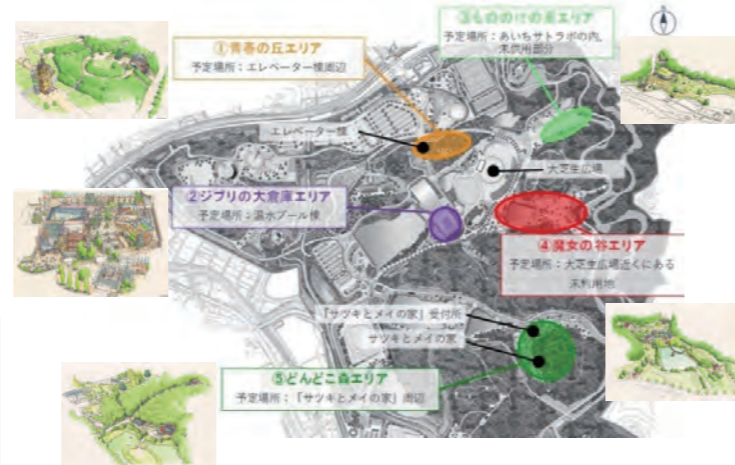 ①青春の丘エリア
予定場所：エレベーター棟周辺
③もののけの里エリア
予定場所：あいちサトラボの内、
未供用部分
エレベーター棟
大芝生広場
②ジブリの大倉庫エリア
予定場所：温水プール棟
④魔女の谷エリア
予定場所：大芝生広場近くにある
未利用地
『サツキとメイの家』受付所
サツキとメイの家
⑤どんどこ森エリア
予定場所：『サツキとメイの家』周辺